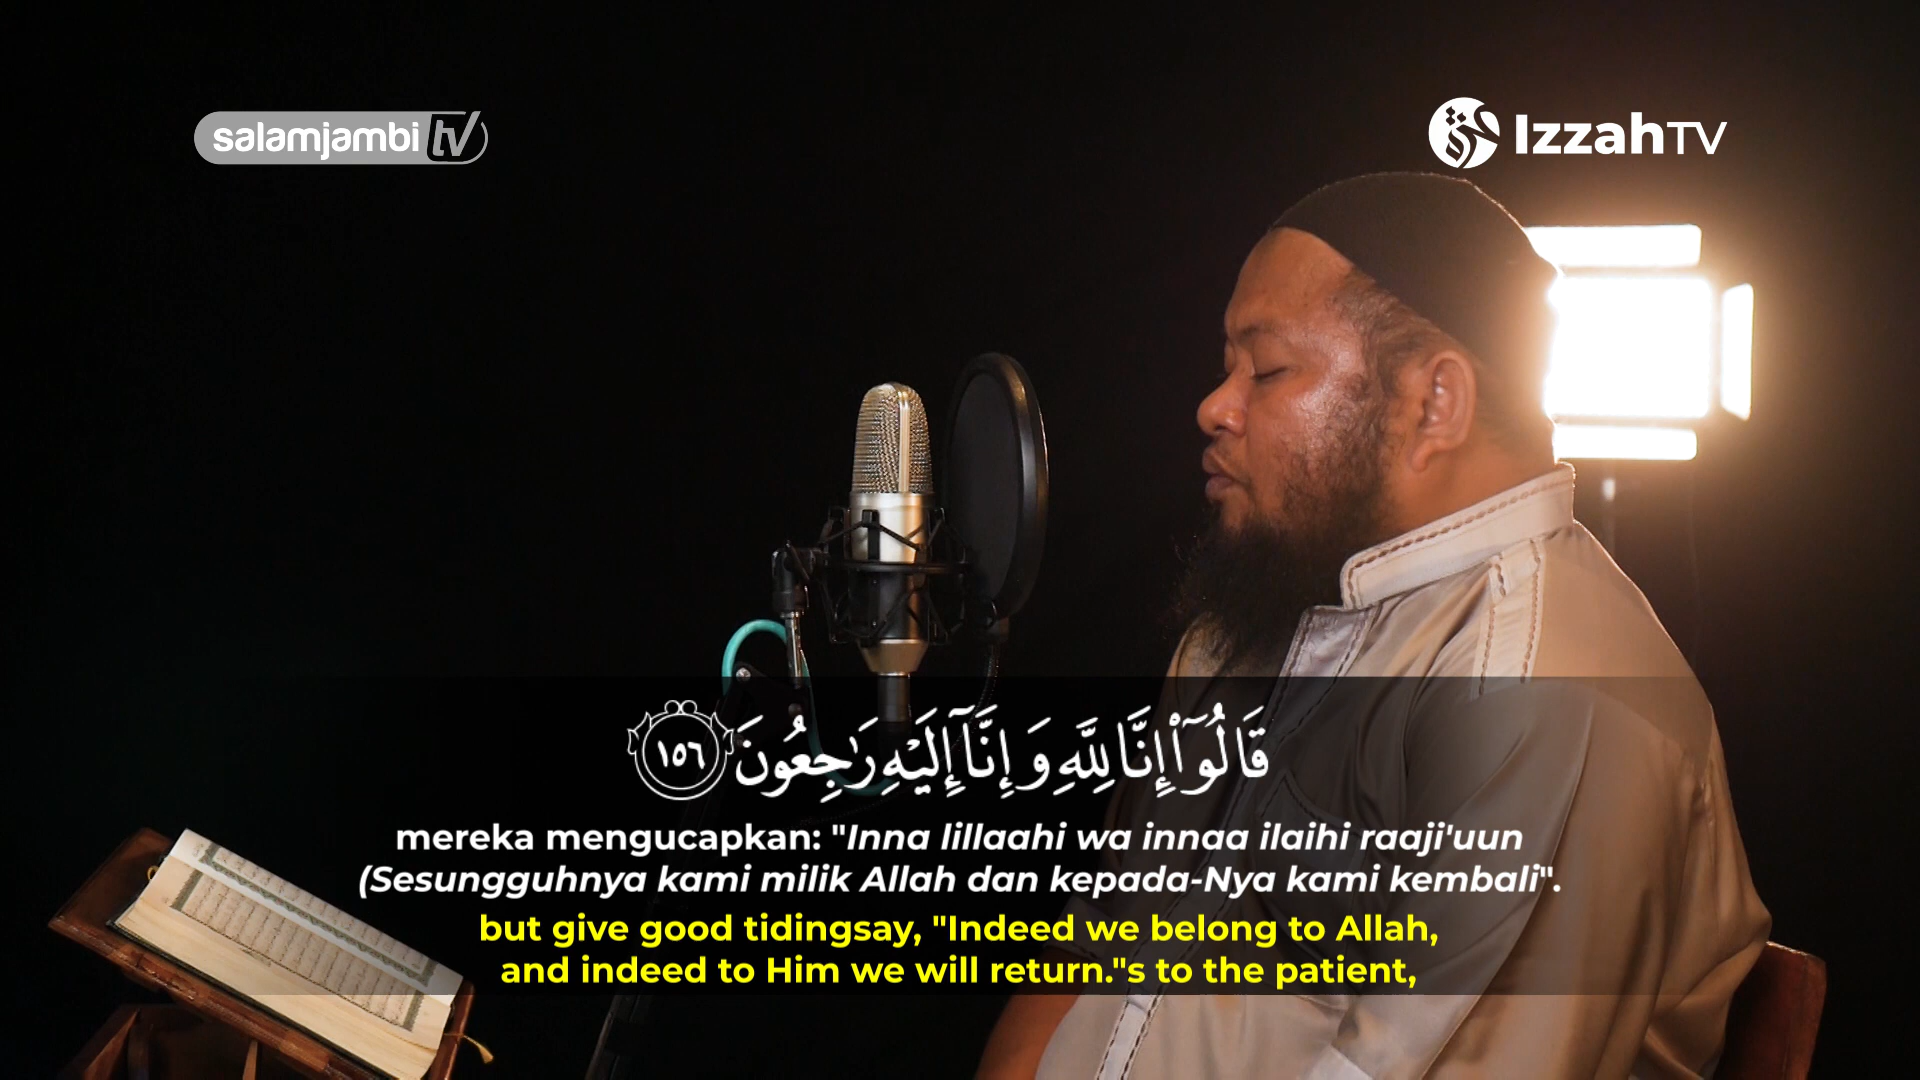 salamjambi tv
IzzahTV
قَالُوٓا۟ إِنَّا لِلَّهِ وَإِنَّآ إِلَيْهِ رَٰجِعُونَ ١٥٦
mereka mengucapkan: "Inna lillaahi wa innaa ilaihi raaji'uun
(Sesungguhnya kami milik Allah dan kepada-Nya kami kembali".
but give good tidingsay, "Indeed we belong to Allah,
and indeed to Him we will return."s to the patient,